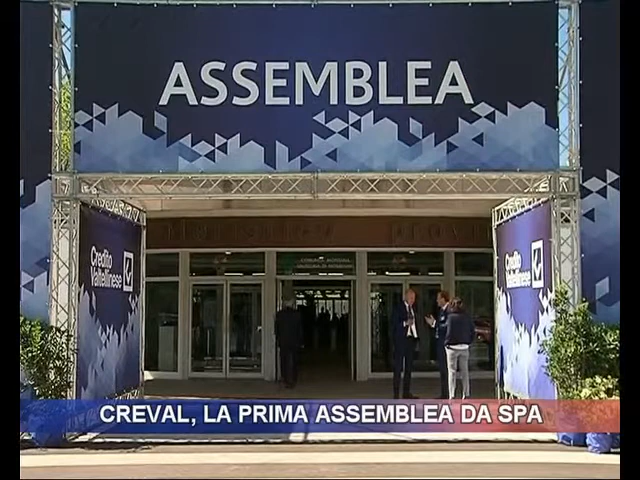 ASSEMBLEA
Credito
Valtellinese
Credito
Valtellinese
CREVAL, LA PRIMA ASSEMBLEA DA SPA